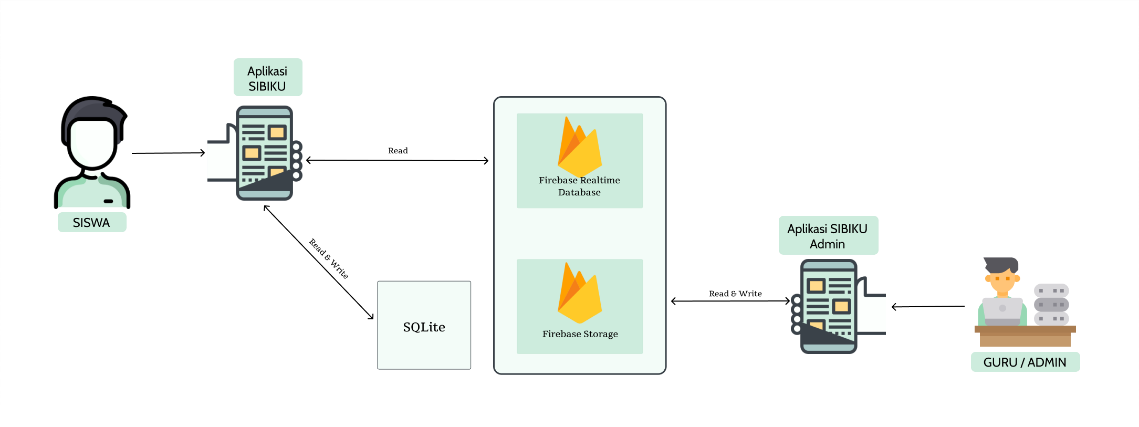 Aplikasi
SIBIKU
SISWA
Read
Read & Write
SQLite
Firebase Realtime
Database
Firebase Storage
Read & Write
Aplikasi SIBIKU
Admin
GURU / ADMIN